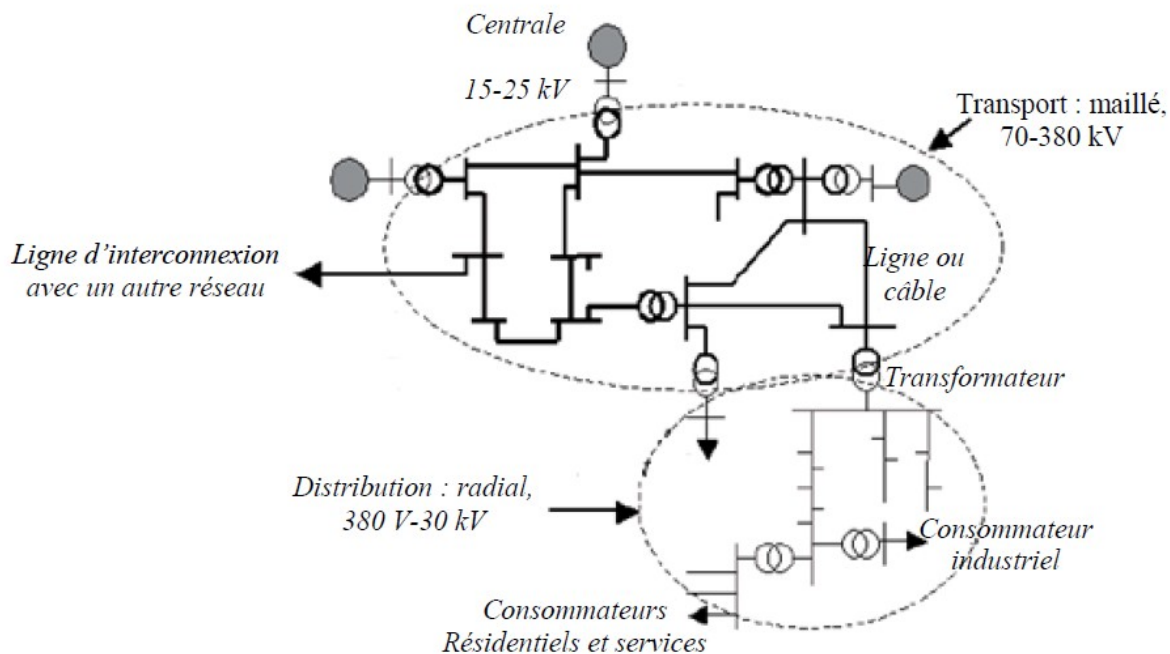 Centrale
15-25 kV
Transport : maillé,
70-380 kV
Ligne d’interconnexion
avec un autre réseau
Ligne ou
câble
Transformateur
Distribution : radial,
380 V-30 kV
Consommateur
industriel
Consommateurs
Résidentiels et services